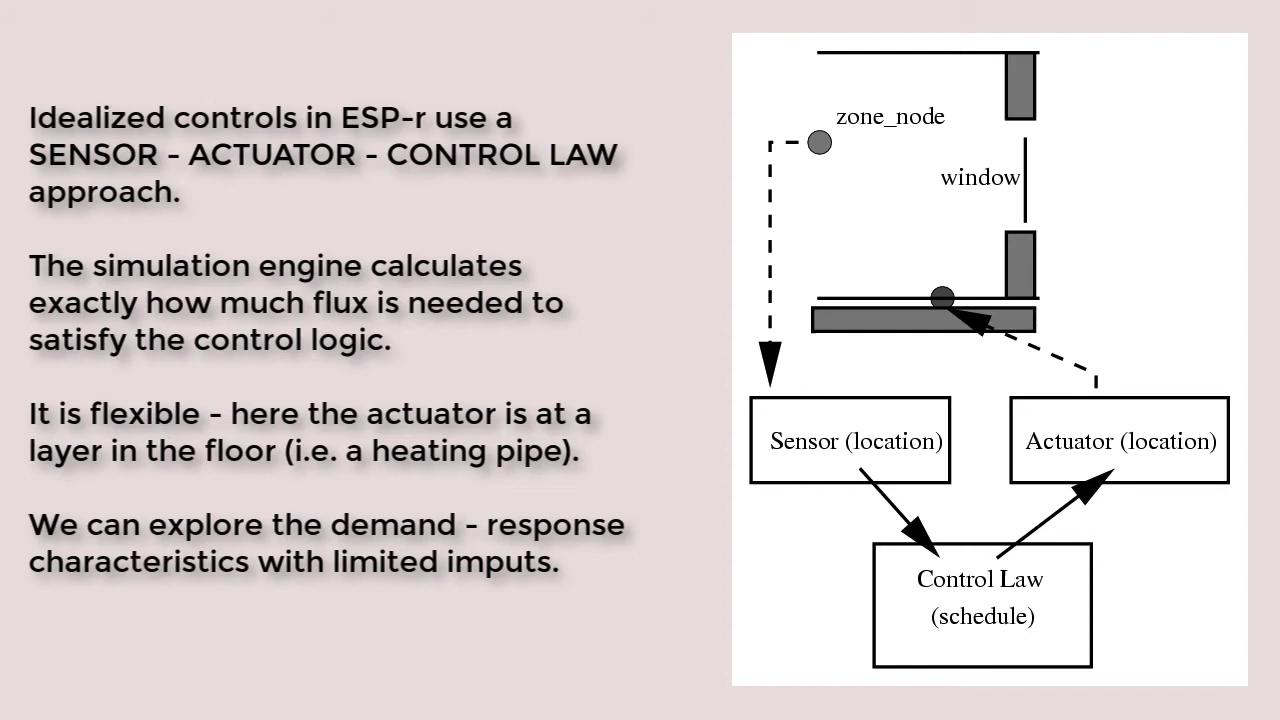 Idealized controls in ESP-r use a
SENSOR - ACTUATOR - CONTROL LAW
approach.
The simulation engine calculates
exactly how much flux is needed to
satisfy the control logic.
It is flexible - here the actuator is at a
layer in the floor (i.e. a heating pipe).
We can explore the demand - response
characteristics with limited imputs.
zone_node
window
Sensor (location)
Actuator (location)
Control Law
(schedule)